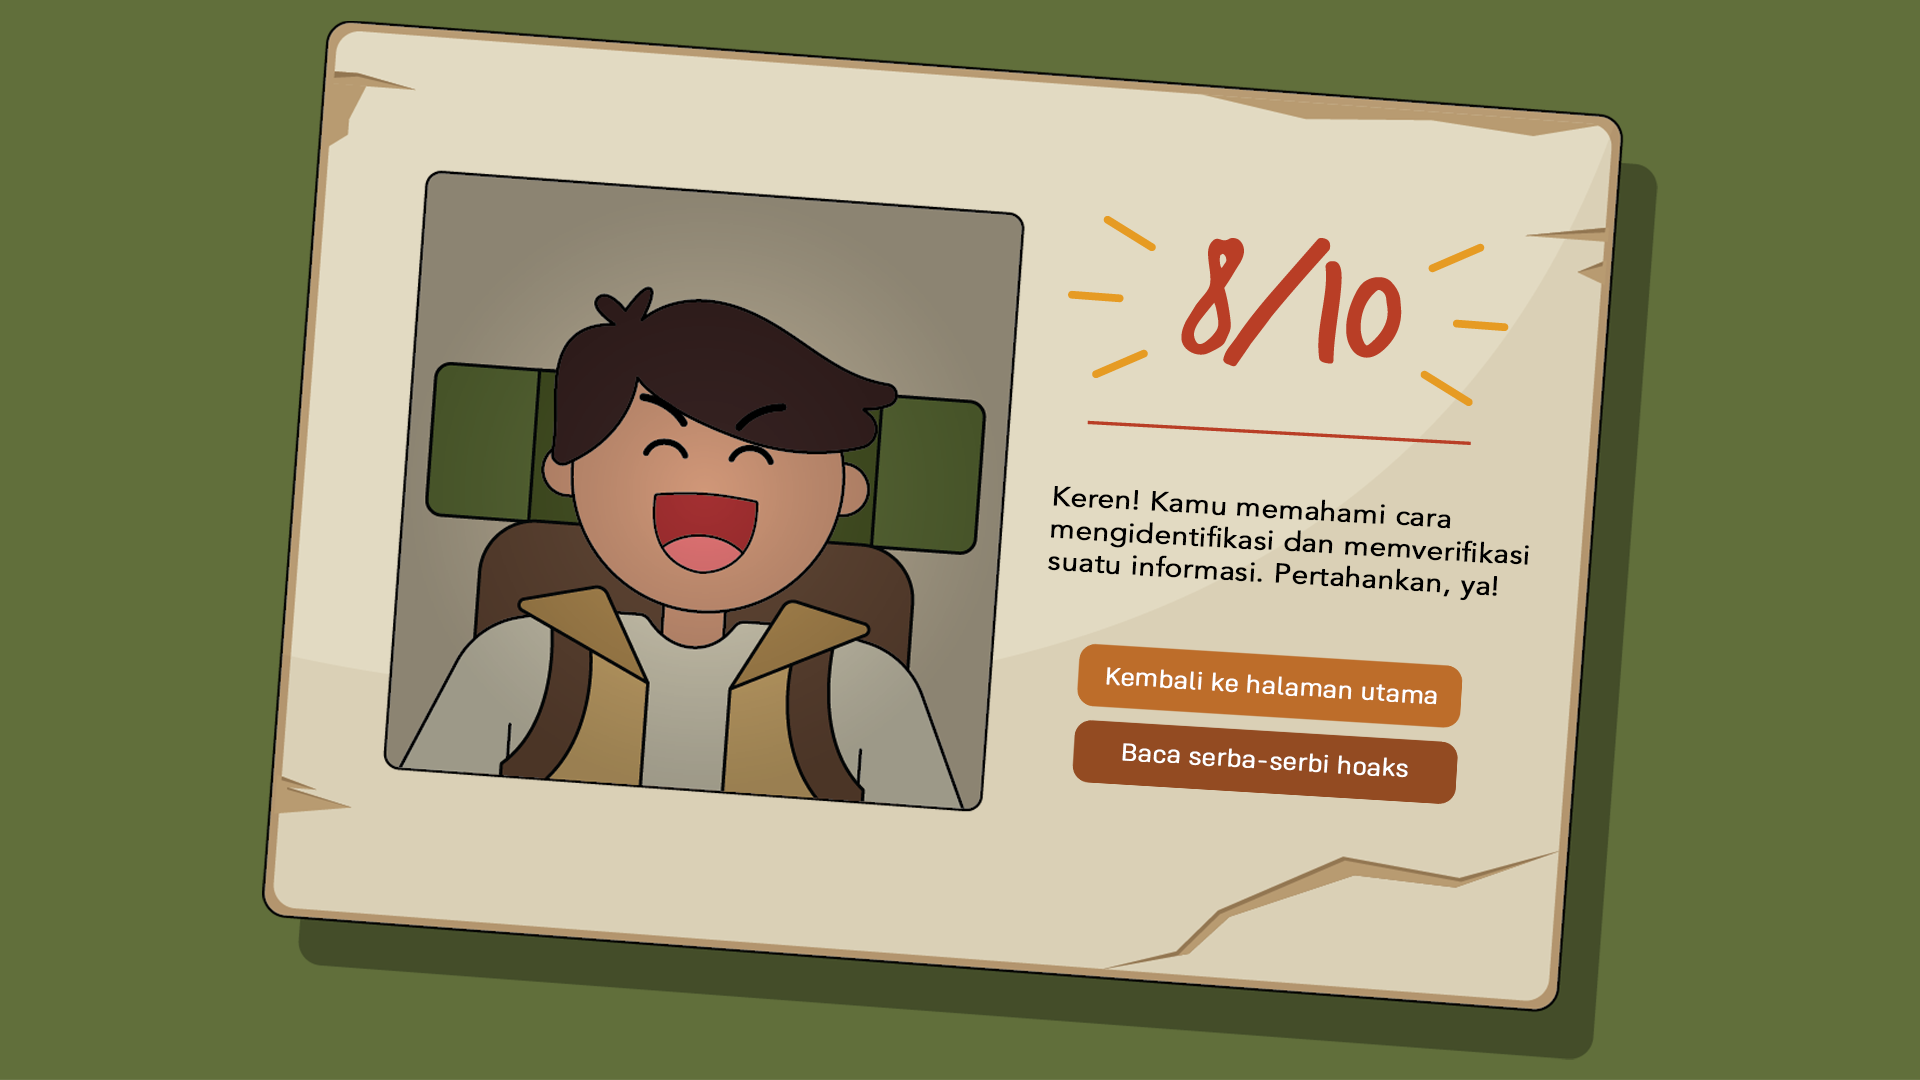 8/10
Keren! Kamu memahami cara
mengidentifikasi dan memverifikasi
suatu informasi. Pertahankan, ya!
Kembali ke halaman utama
Baca serba-serbi hoaks